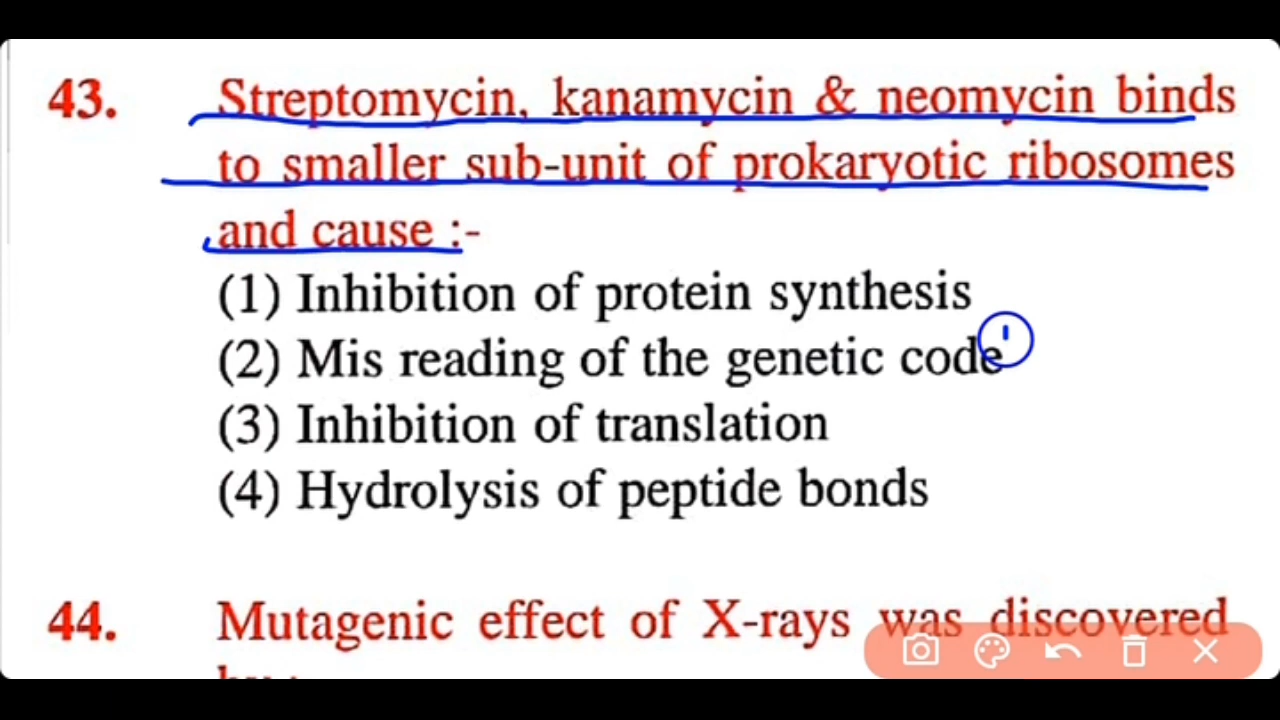 43. Streptomycin, kanamycin & neomycin binds
to smaller sub-unit of prokaryotic ribosomes
and cause :-
(1) Inhibition of protein synthesis
(2) Mis reading of the genetic code
(3) Inhibition of translation
(4) Hydrolysis of peptide bonds
44. Mutagenic effect of X-rays was discovered